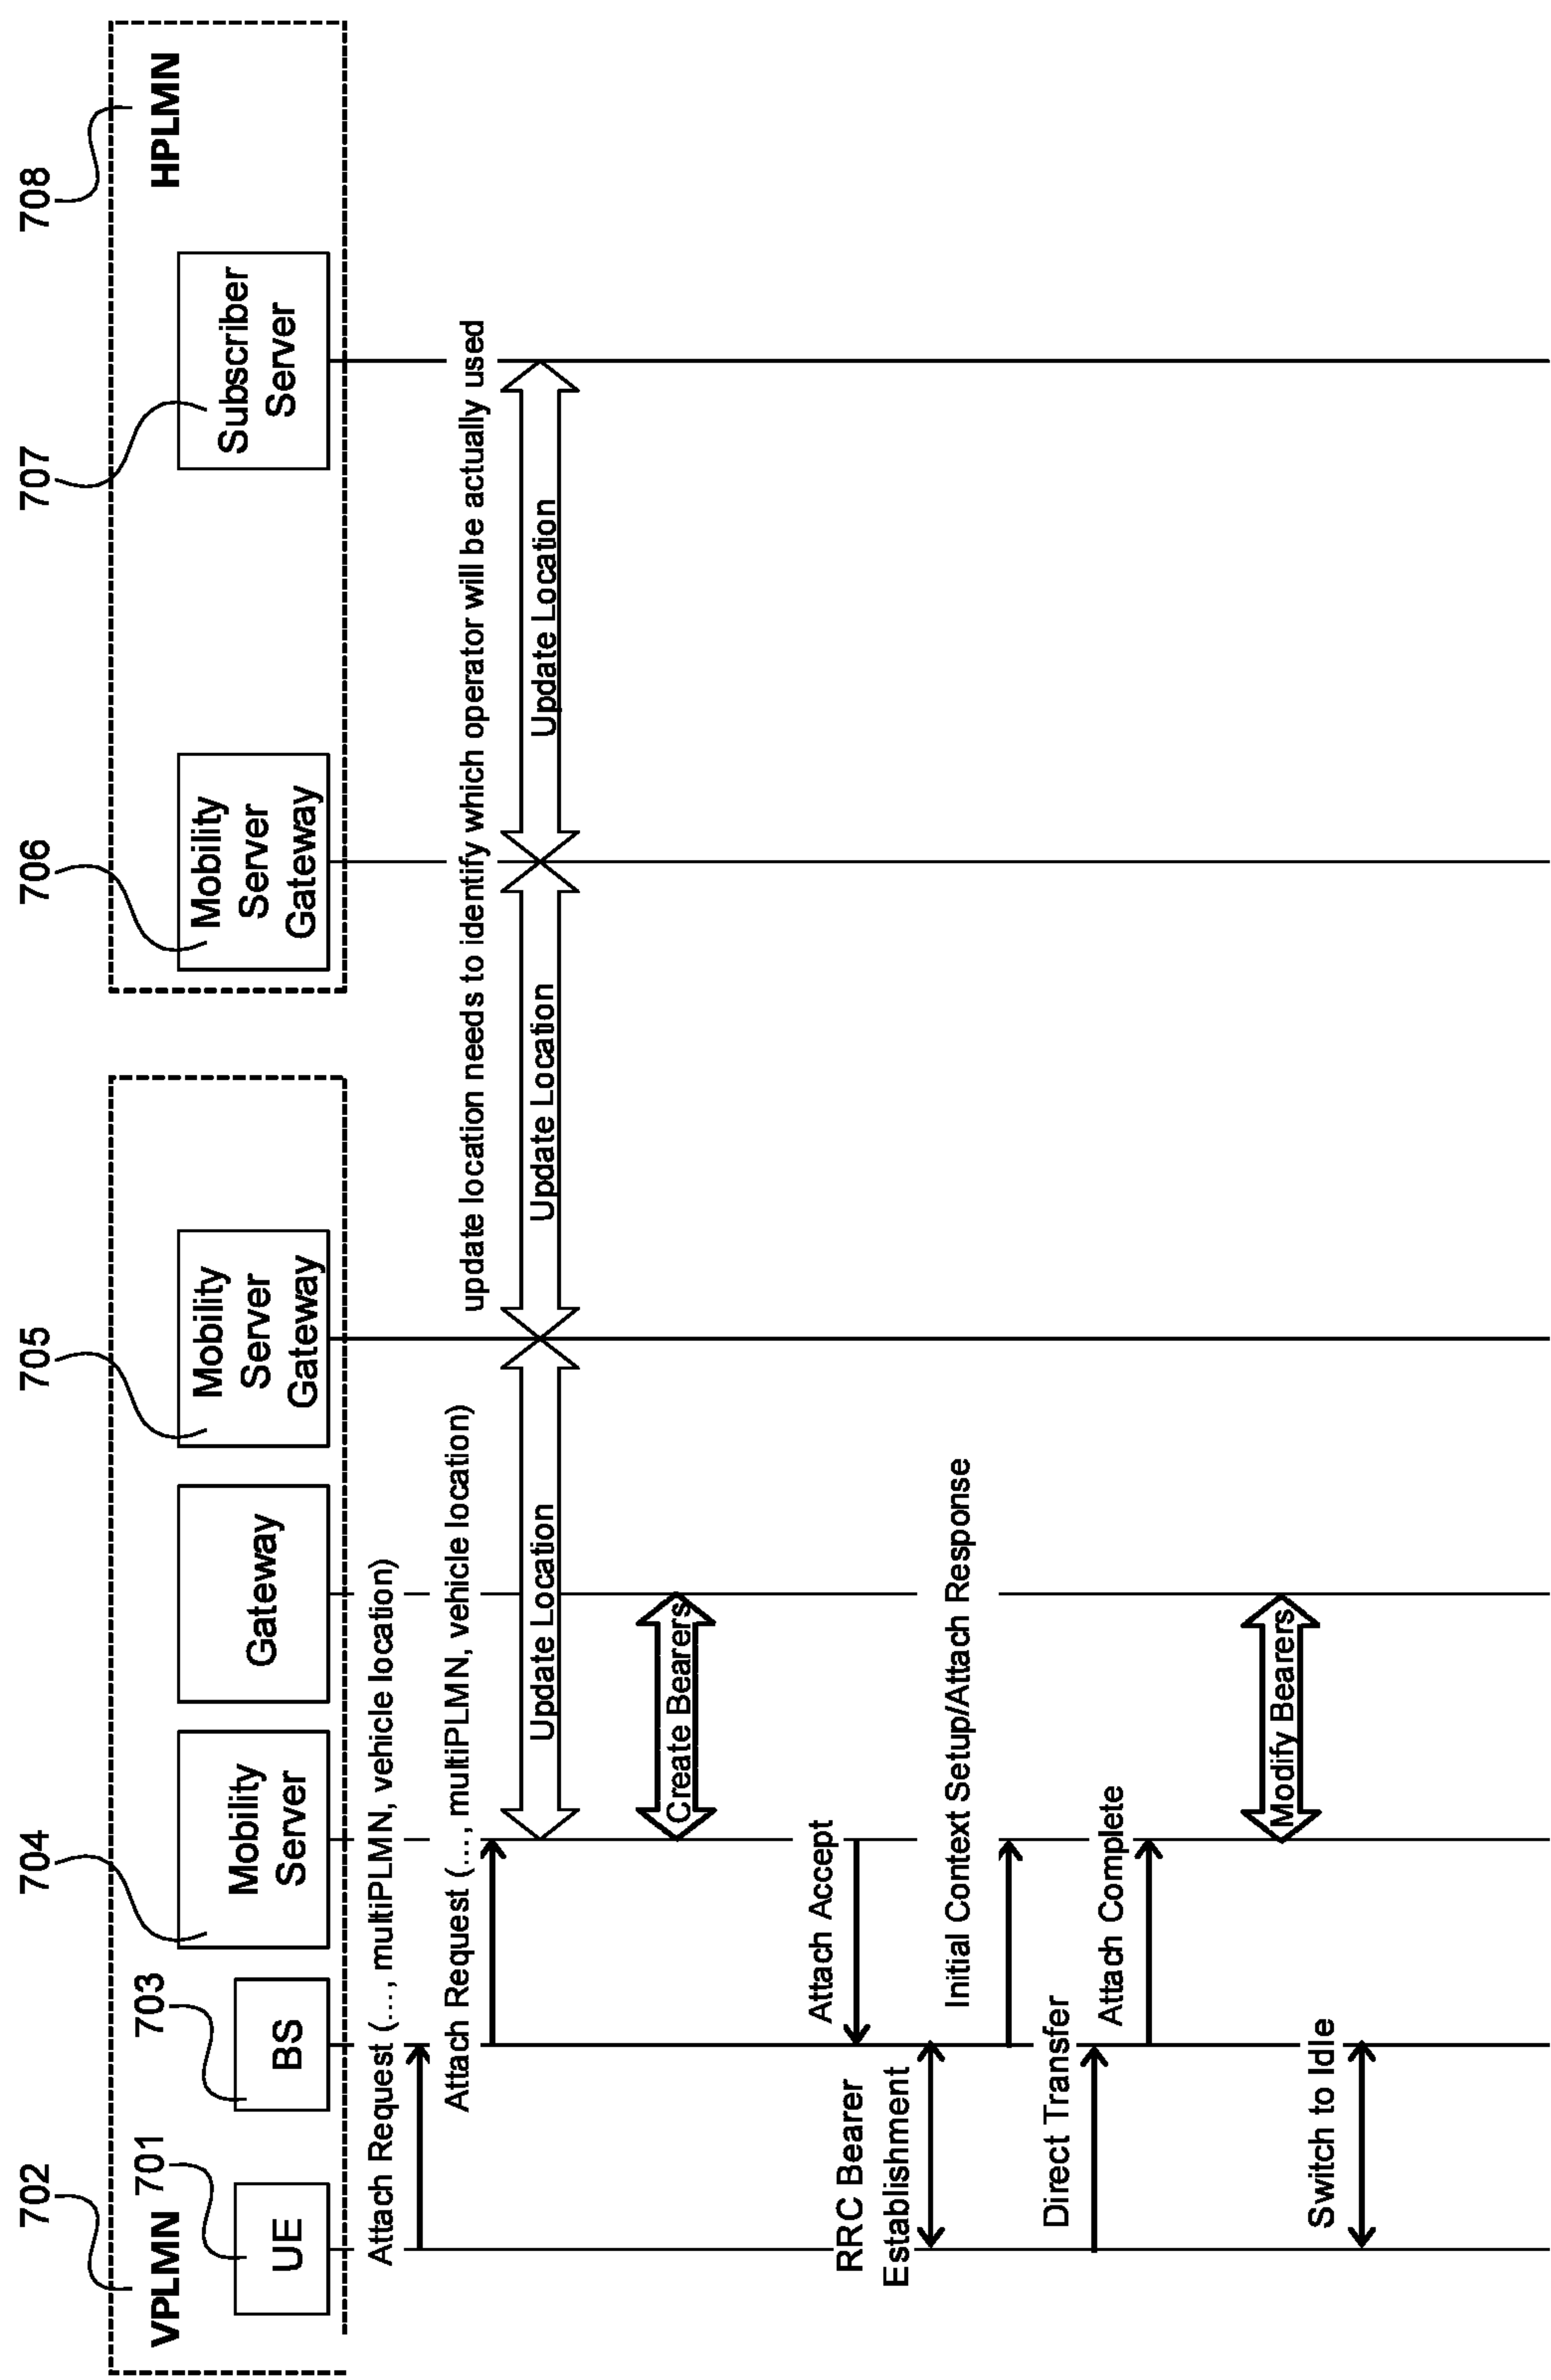 702
VPLMN
701
UE
703
BS
704
Mobility
Server
Gateway
705
Mobility
Server
Gateway
706
Mobility
Server
Gateway
707
Subscriber
Server
708
HPLMN
Attach Request (..., multiPLMN, vehicle location)
Attach Request (..., multiPLMN, vehicle location)
update location needs to identify which operator will be actually used
Update Location
Update Location
Update Location
Create Bearers
Attach Accept
RRC Bearer
Establishment
Initial Context Setup/Attach Response
Direct Transfer
Attach Complete
Modify Bearers
Switch to Idle